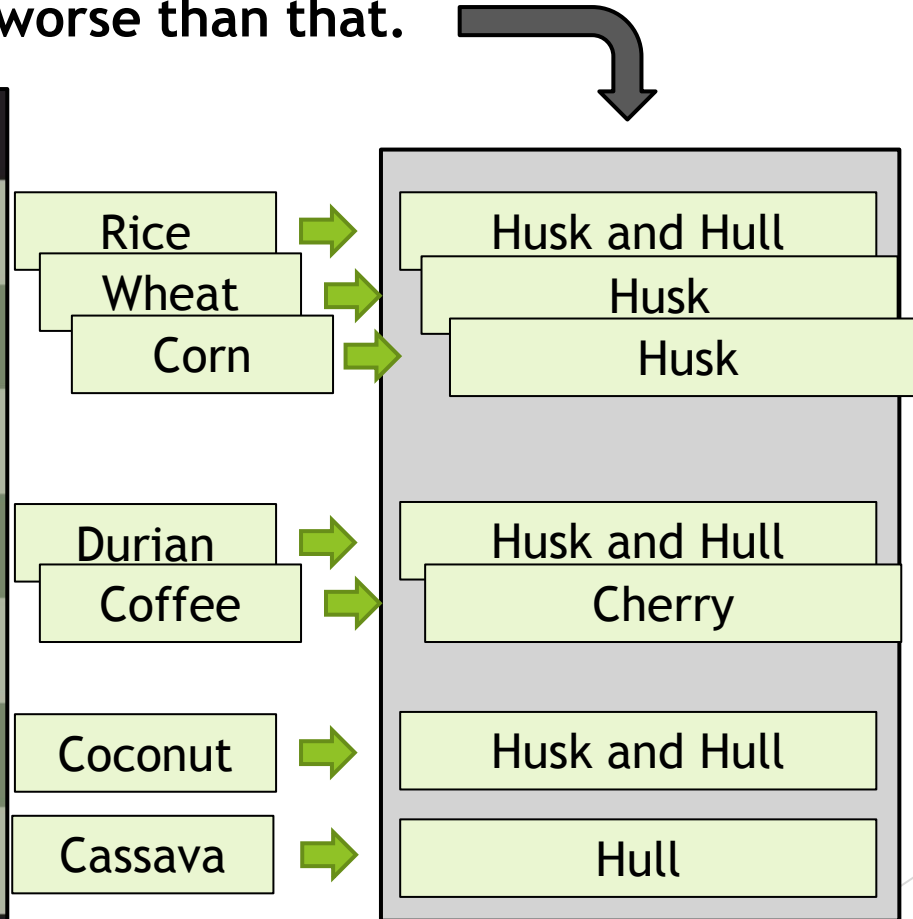 worse than that.
Rice
Husk and Hull
Wheat
Husk
Corn
Husk
Durian
Husk and Hull
Coffee
Cherry
Coconut
Husk and Hull
Cassava
Hull